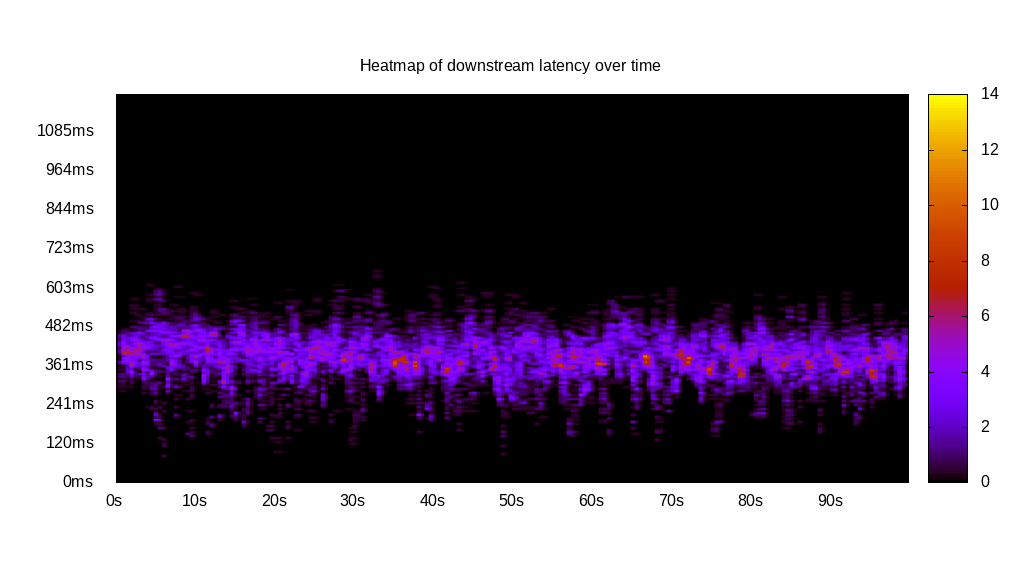 Heatmap of downstream latency over time
1085ms
964ms
844ms
723ms
603ms
482ms
361ms
241ms
120ms
0ms
0s 10s 20s 30s 40s 50s 60s 70s 80s 90s
14
12
10
8
6
4
2
0